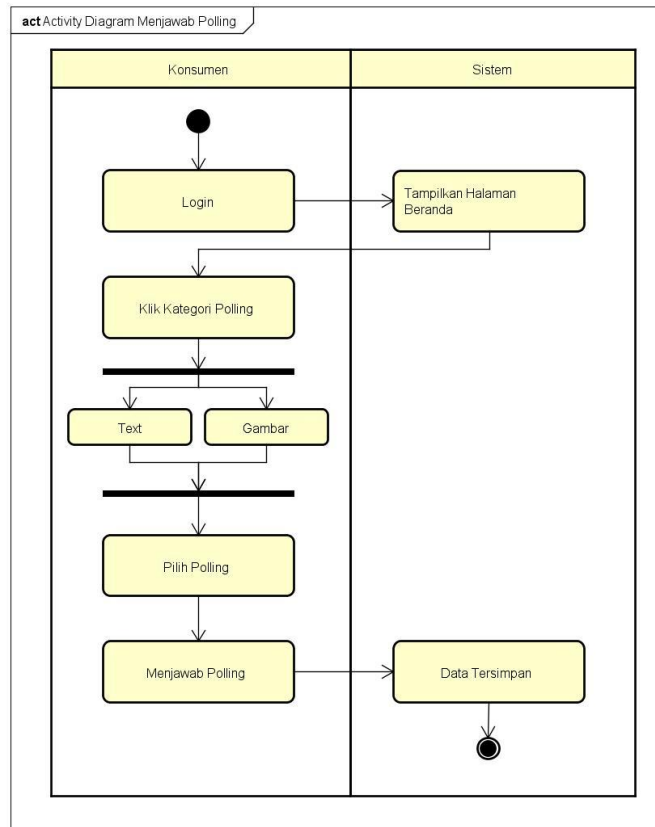 act Activity Diagram Menjawab Polling
Konsumen
Sistem
Login
Tampilkan Halaman
Beranda
Klik Kategori Polling
Text
Gambar
Pilih Polling
Menjawab Polling
Data Tersimpan